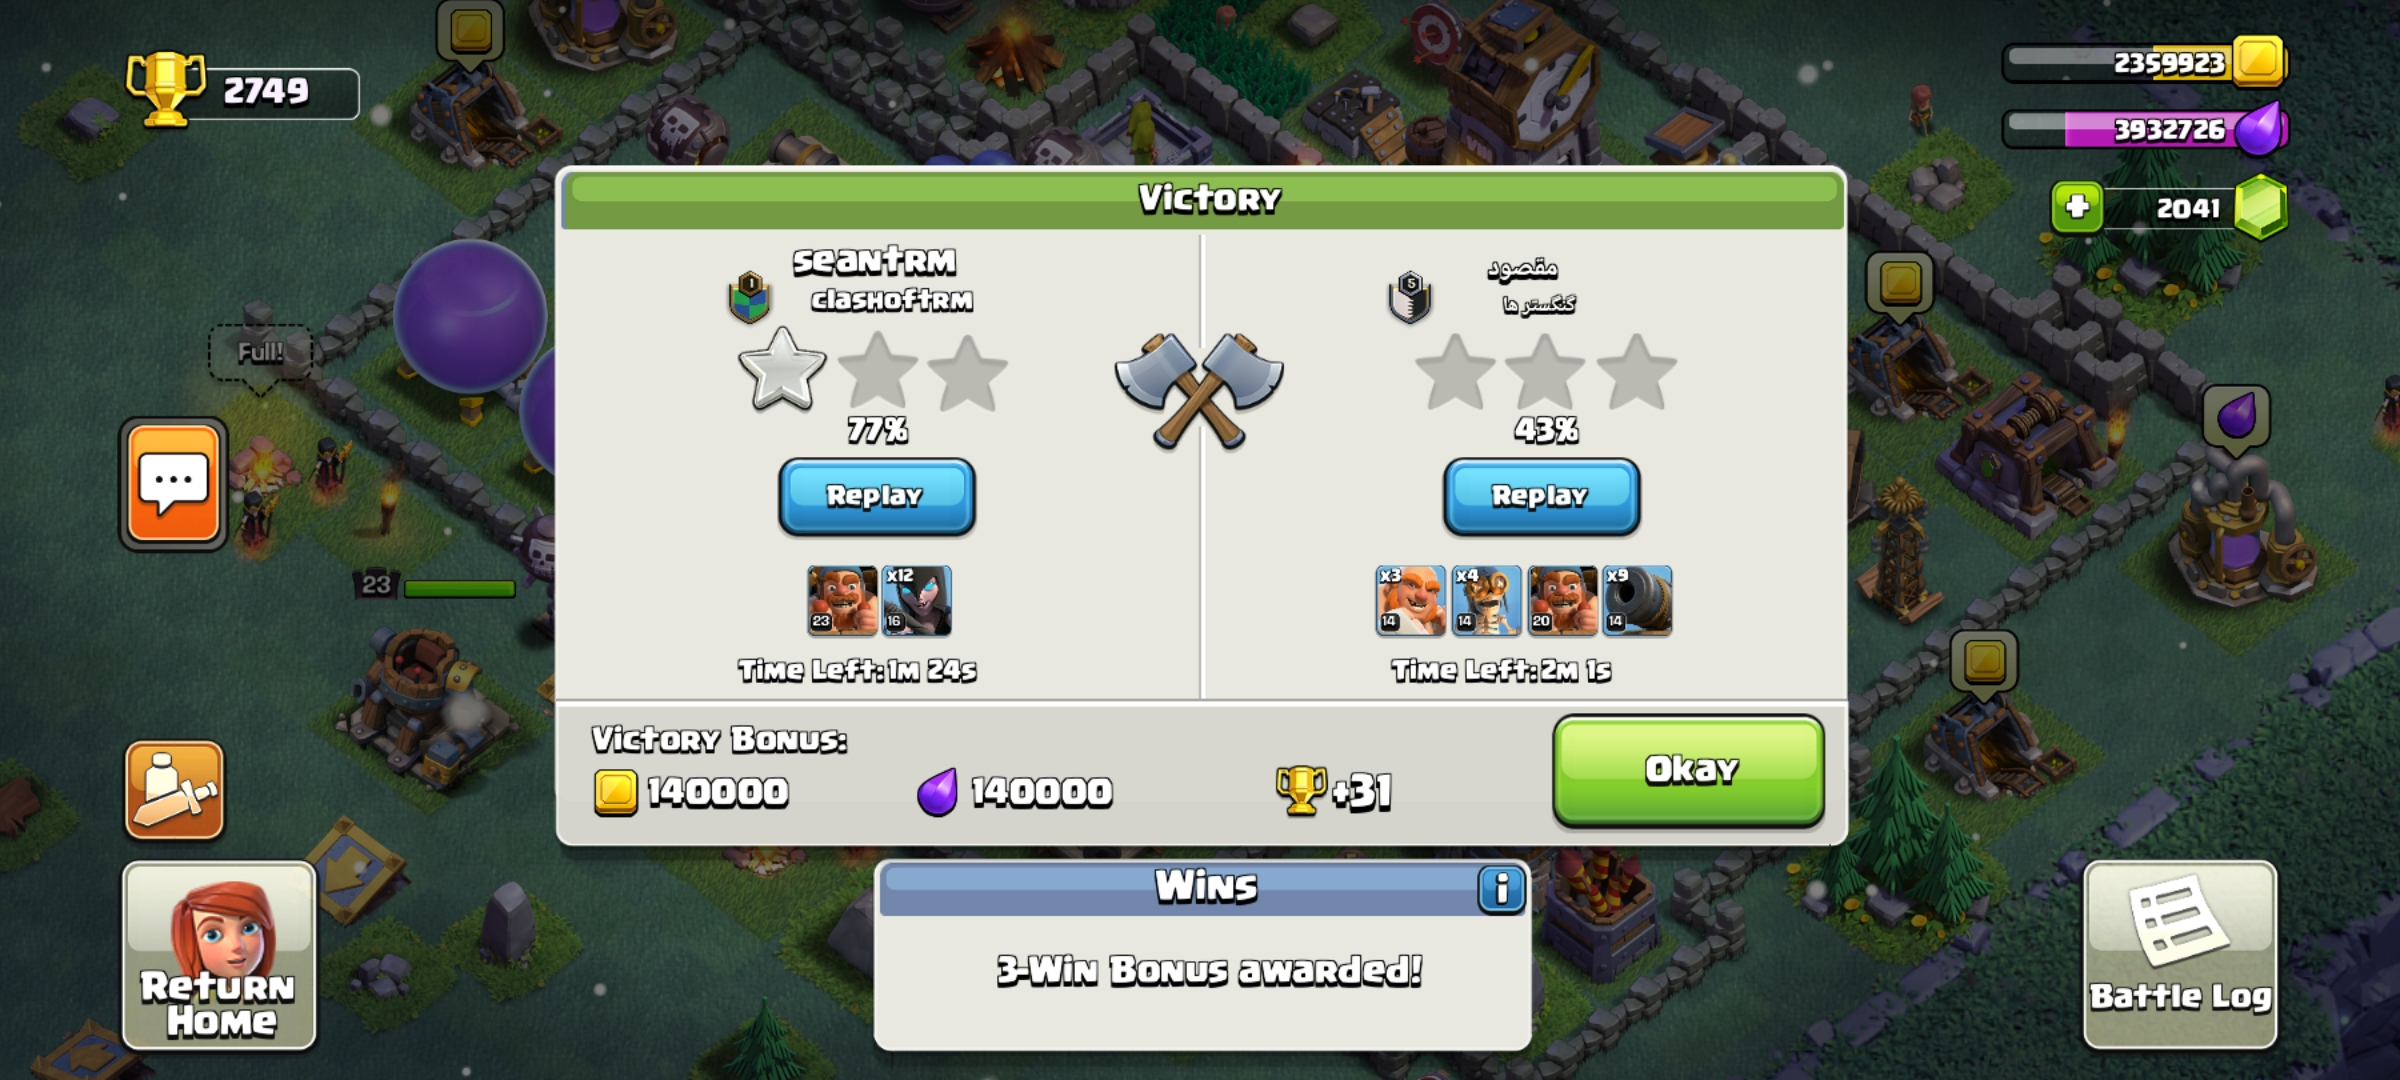 2749
2359923
3932726
2041
Full!
23
Victory
seantrm
clashoftrm
1
77%
Replay
23
x12
16
Time Left:1m 24s
مقصود
گنگستر ها
5
43%
Replay
x3
14
x4
14
20
x9
14
Time Left:2m 1s
Victory Bonus:
140000
140000
+31
Okay
Wins
i
3-Win Bonus awarded!
Return
Home
Battle Log